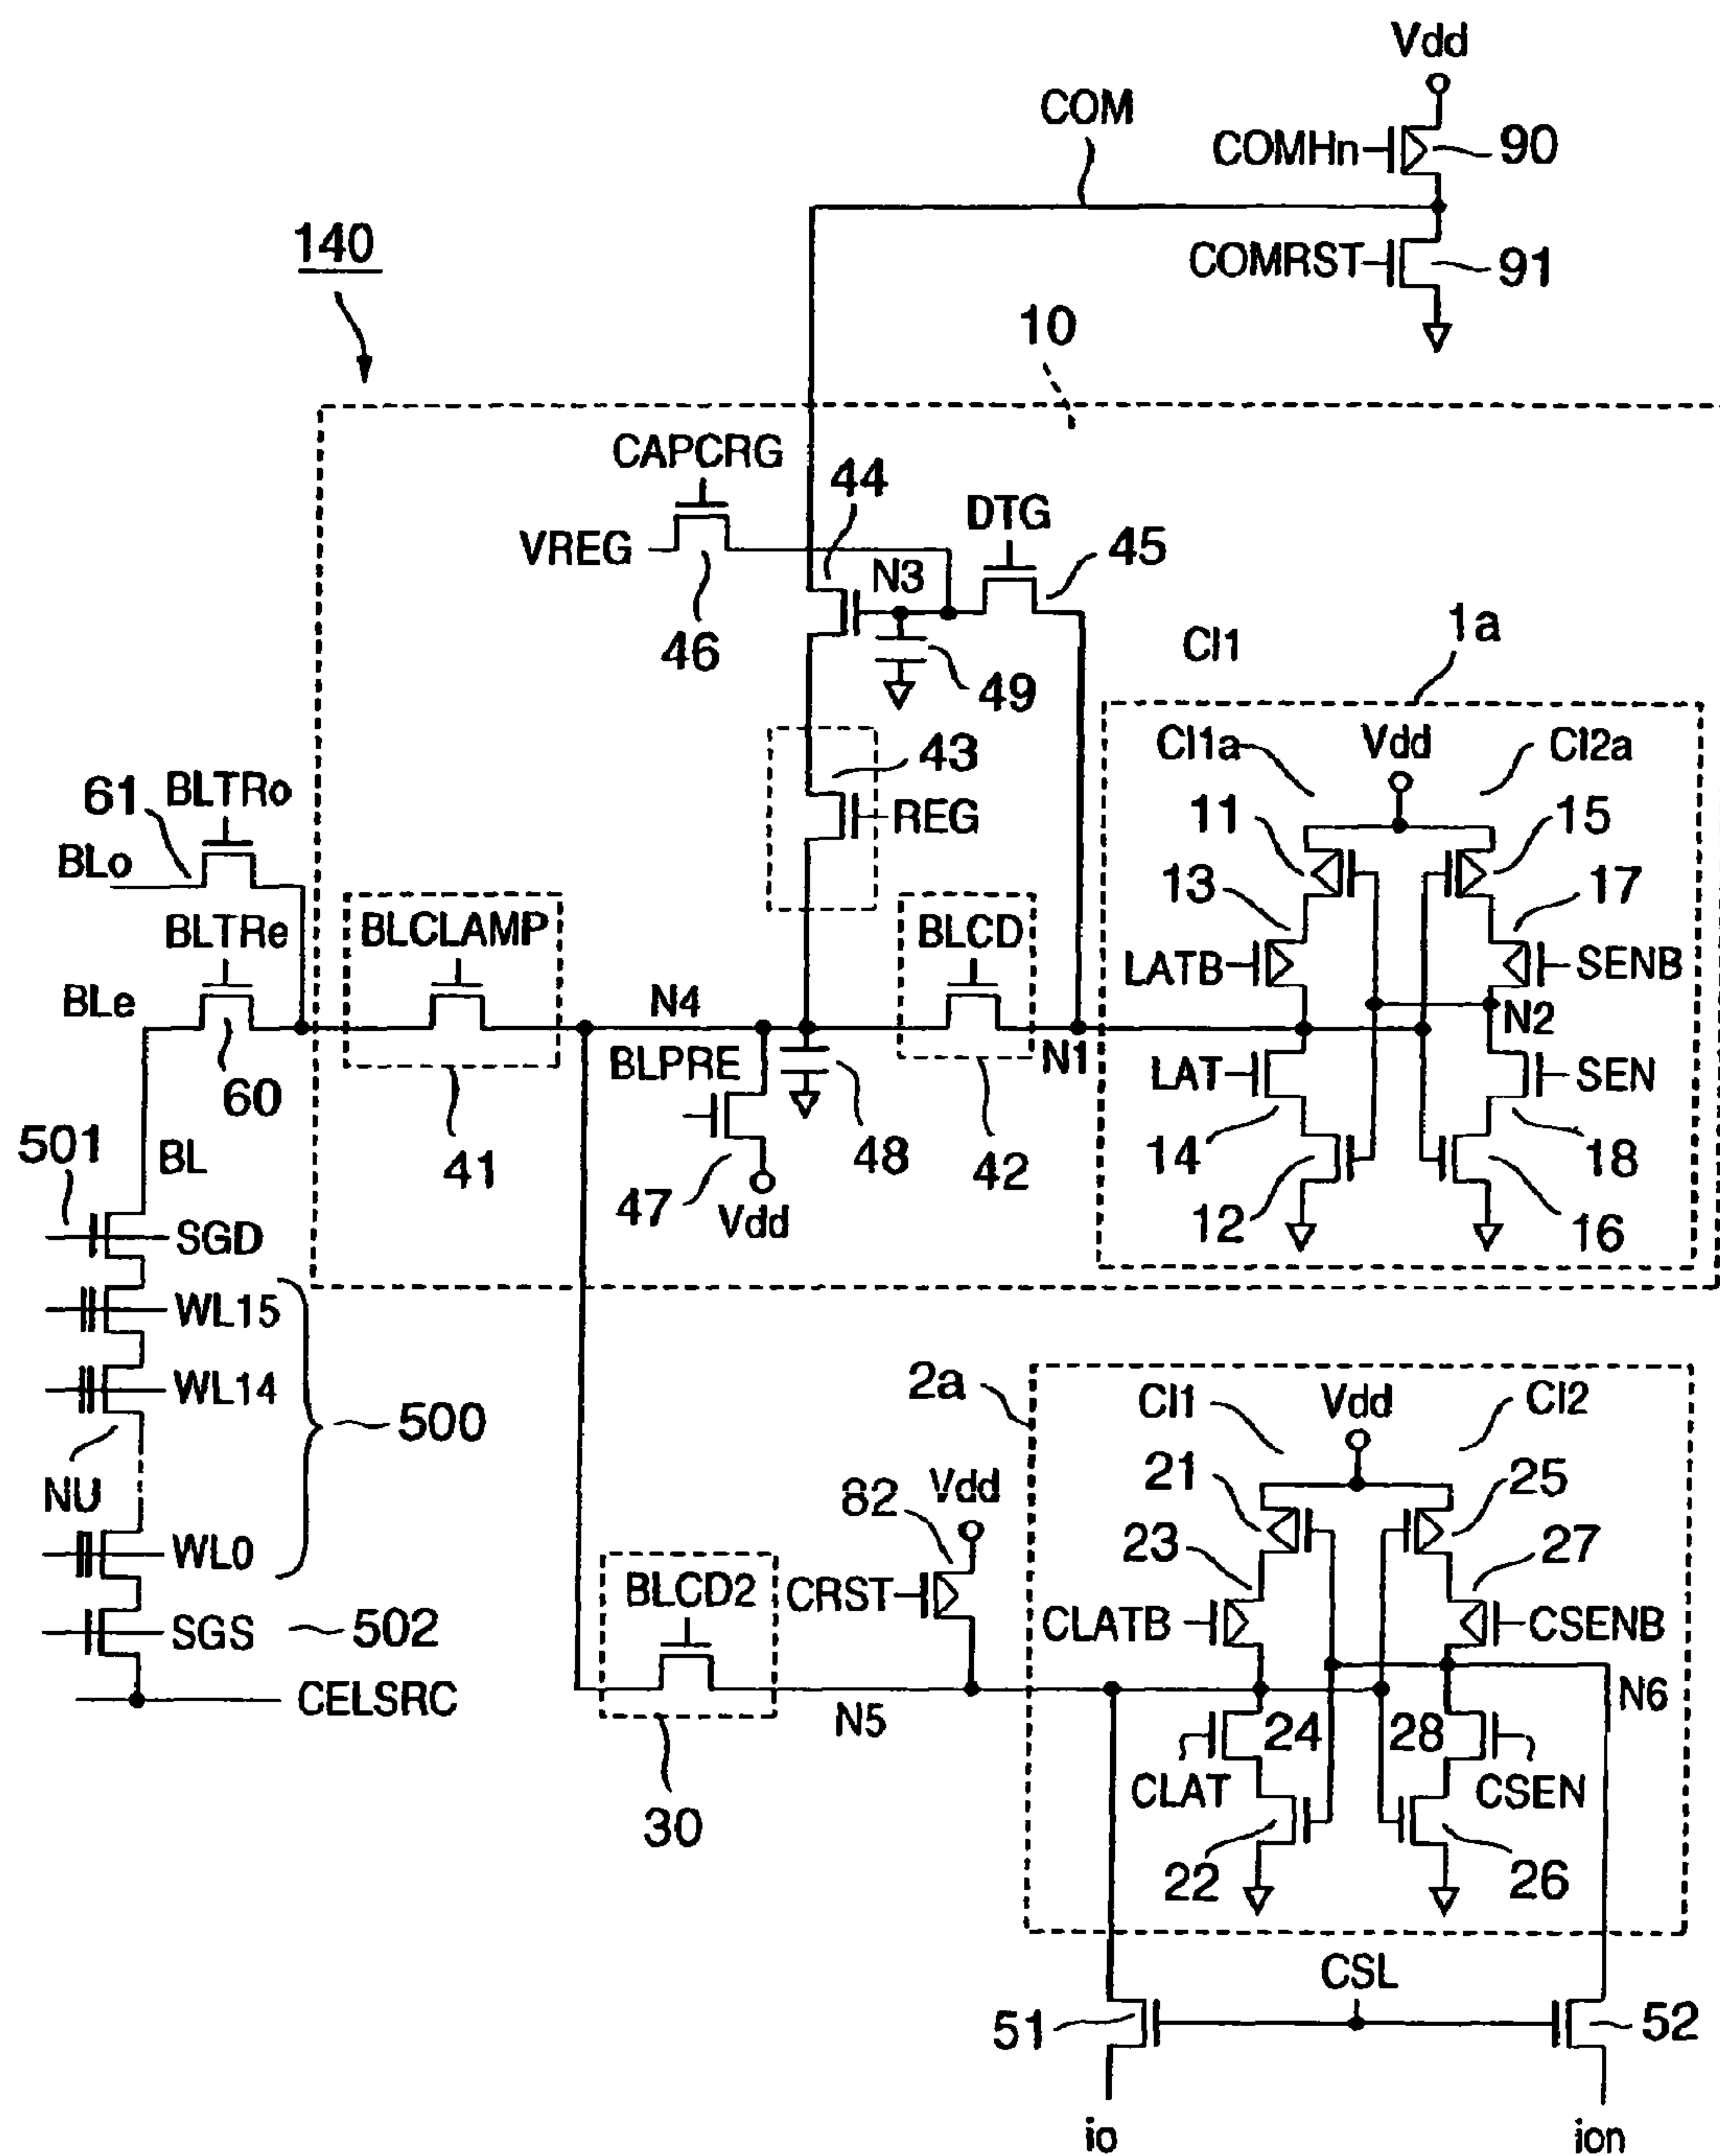 Vdd
COM
COMHn
90
140
COMRST
91
10
CAPCRG
44
DTG
VREG
45
N3
46
49
CI1
1a
43
CI1a
Vdd
CI2a
61
BLTRo
REG
11
15
BLo
13
17
BLTRe
BLCLAMP
BLCD
LATB
SENB
BLe
N4
N2
BLPRE
N1
LAT
SEN
60
501
BL
41
48
42
14
18
47
Vdd
12
16
SGD
WL15
2a
CI1
Vdd
CI2
WL14
500
21
25
NU
82
Vdd
23
27
WL0
BLCD2
CRST
CLATB
CSENB
SGS
502
CELSRC
N5
24
28
N6
CLAT
CSEN
30
22
26
CSL
51
52
io
ion